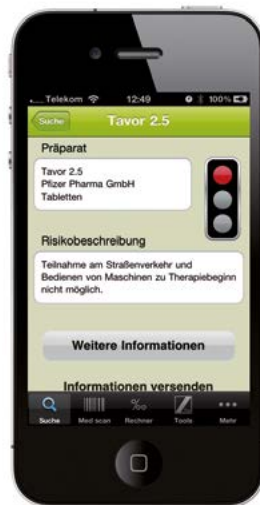 Telekom 12:49 100%
Suche Tavor 2.5
Präparat
Tavor 2.5
Pfizer Pharma GmbH
Tabletten
Risikobeschreibung
Teilnahme am Straßenverkehr und
Bedienen von Maschinen zu Therapiebeginn
nicht möglich.
Weitere Informationen
Informationen versenden
Suche Med scan Rechner Tools Mehr